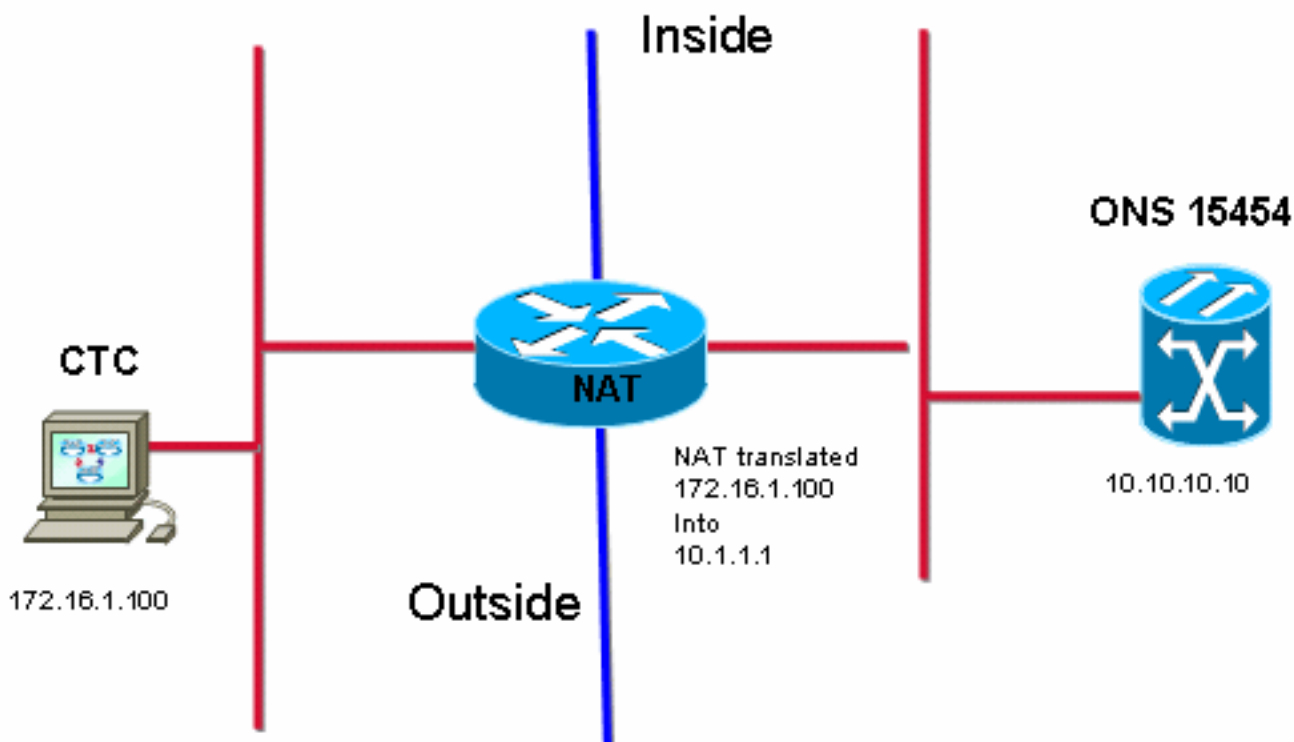 Inside
ONS 15454
CTC
NAT
NAT translated
172.16.1.100
Into
10.1.1.1
10.10.10.10
172.16.1.100
Outside